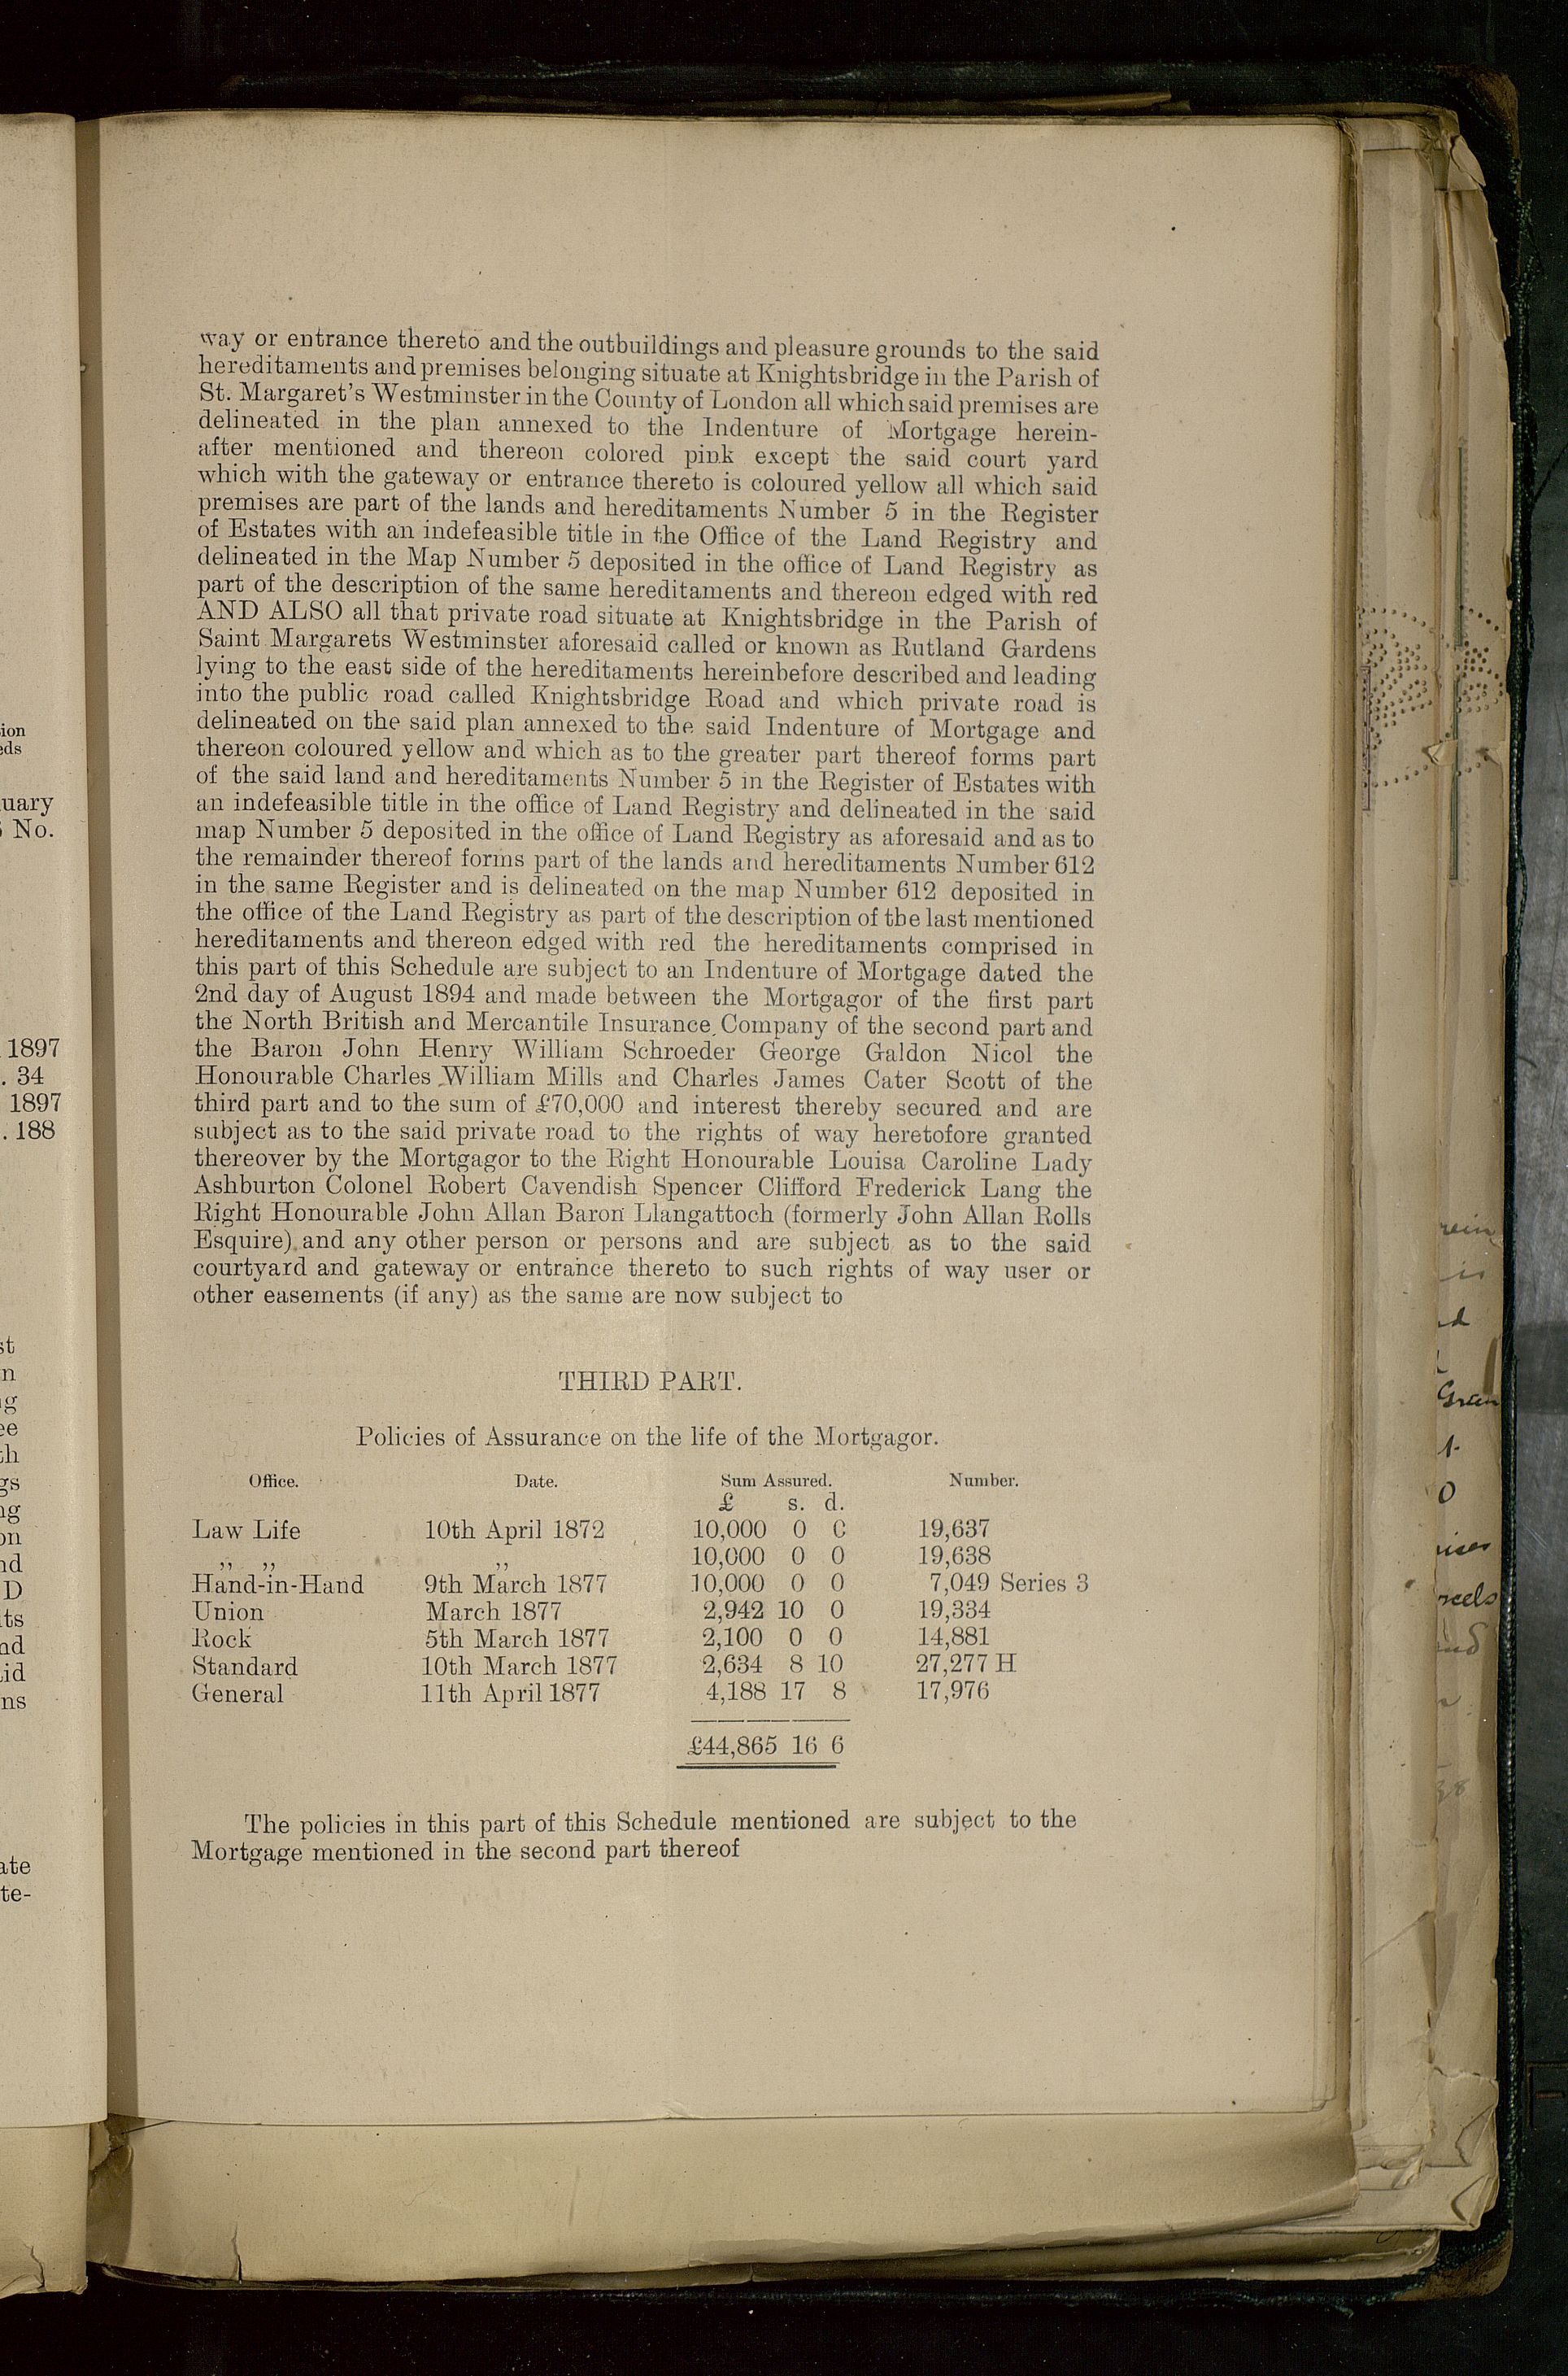 way or entrance thereto and the outbuildings and pleasure grounds to the said
hereditaments and premises belonging situate at Knightsbridge in the Parish of
St. Margaret's Westminster in the County of London all which said premises are
delineated in the plan annexed to the Indenture of Mortgage herein-
after mentioned and thereon colored pink except the said court yard
which with the gateway or entrance thereto is coloured yellow all which said
premises are part of the lands and hereditaments Number 5 in the Register
of Estates with an indefeasible title in the Office of the Land Registry and
delineated in the Map Number 5 deposited in the office of Land Registry as
part of the description of the same hereditaments and thereon edged with red
AND ALSO all that private road situate at Knightsbridge in the Parish of
Saint Margarets Westminster aforesaid called or known as Rutland Gardens
lying to the east side of the hereditaments hereinbefore described and leading
into the public road called Knightsbridge Road and which private road is
delineated on the said plan annexed to the said Indenture of Mortgage and
thereon coloured yellow and which as to the greater part thereof forms part
of the said land and hereditaments Number 5 in the Register of Estates with
an indefeasible title in the office of Land Registry and delineated in the said
map Number 5 deposited in the office of Land Registry as aforesaid and as to
the remainder thereof forms part of the lands and hereditaments Number 612
in the same Register and is delineated on the map Number 612 deposited in
the office of the Land Registry as part of the description of the last mentioned
hereditaments and thereon edged with red the hereditaments comprised in
this part of this Schedule are subject to an Indenture of Mortgage dated the
2nd day of August 1894 and made between the Mortgagor of the first part
the North British and Mercantile Insurance Company of the second part and
the Baron John Henry William Schroeder George Galdon Nicol the
Honourable Charles William Mills and Charles James Cater Scott of the
third part and to the sum of £70,000 and interest thereby secured and are
subject as to the said private road to the rights of way heretofore granted
thereover by the Mortgagor to the Right Honourable Louisa Caroline Lady
Ashburton Colonel Robert Cavendish Spencer Clifford Frederick Lang the
Right Honourable John Allan Baron Llangattoch (formerly John Allan Rolls
Esquire) and any other person or persons and are subject as to the said
courtyard and gateway or entrance thereto to such rights of way user or
other easements (if any) as the same are now subject to
THIRD PART.
Policies of Assurance on the life of the Mortgagor.
Office. Date. Sum Assured. Number.
£ s. d.
Law Life 10th April 1872 10,000 0 0 19,637
„ „ „ 10,000 0 0 19,638
Hand-in-Hand 9th March 1877 10,000 0 0 7,049 Series 3
Union March 1877 2,942 10 0 19,334
Rock 5th March 1877 2,100 0 0 14,881
Standard 10th March 1877 2,634 8 10 27,277 H
General 11th April 1877 4,188 17 8 17,976
£44,865 16 6
The policies in this part of this Schedule mentioned are subject to the
Mortgage mentioned in the second part thereof